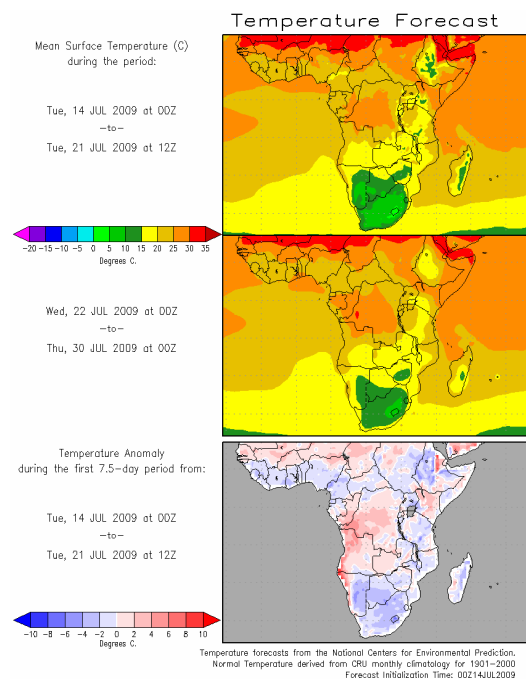 Temperature Forecast
Mean Surface Temperature (C)
during the period:
Tue, 14 JUL 2009 at 00Z
-to-
Tue, 21 JUL 2009 at 12Z
-20 -15 -10 -5 0 5 10 15 20 25 30 35
Degrees C.
Wed, 22 JUL 2009 at 00Z
-to-
Thu, 30 JUL 2009 at 00Z
Temperature Anomaly
during the first 7.5-day period from:
Tue, 14 JUL 2009 at 00Z
-to-
Tue, 21 JUL 2009 at 12Z
-10 -8 -6 -4 -2 0 2 4 6 8 10
Degrees C.
Temperature forecasts from the National Centers for Environmental Prediction.
Normal Temperature derived from CRU monthly climatology for 1901-2000
Forecast Initialization Time: 00Z14JUL2009